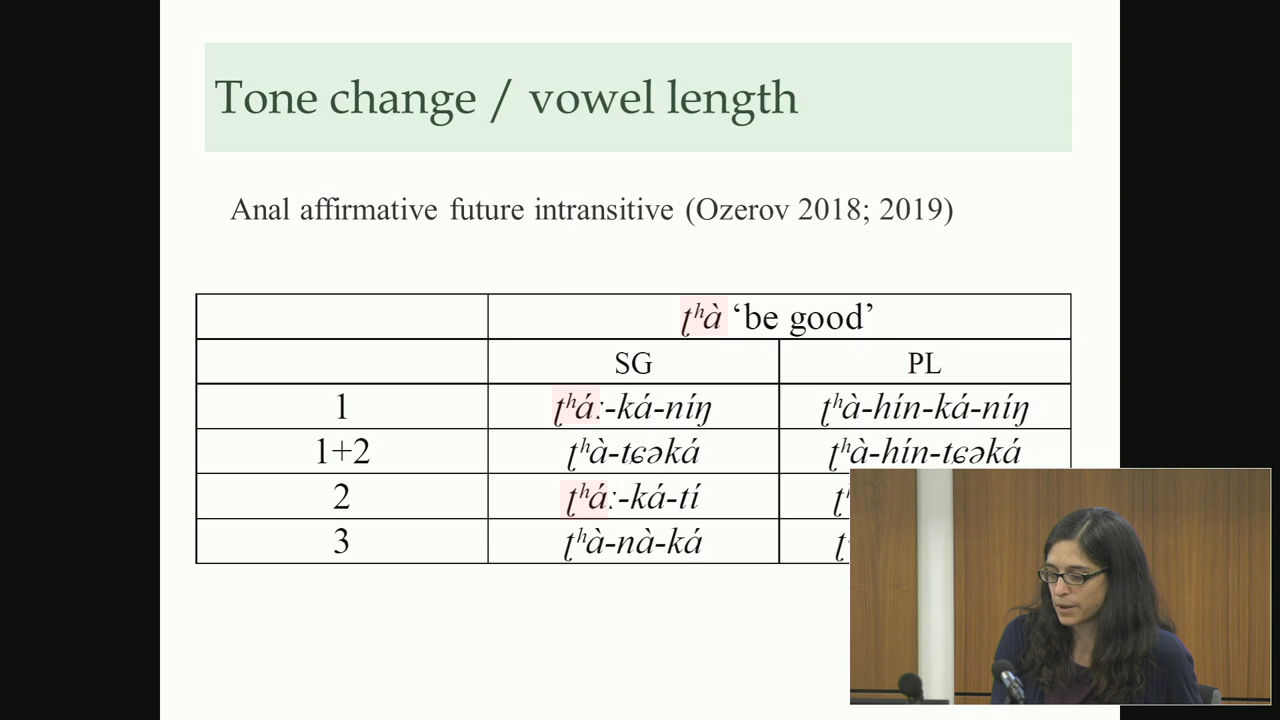 Tone change / vowel length
Anal affirmative future intransitive (Ozerov 2018; 2019)
ʈʰà ‘be good’
SG PL
1 ʈʰáː-ká-níŋ ʈʰà-hín-ká-níŋ
1+2 ʈʰà-tɕəká ʈʰà-hín-tɕəká
2 ʈʰáː-ká-tí
3 ʈʰà-nà-ká